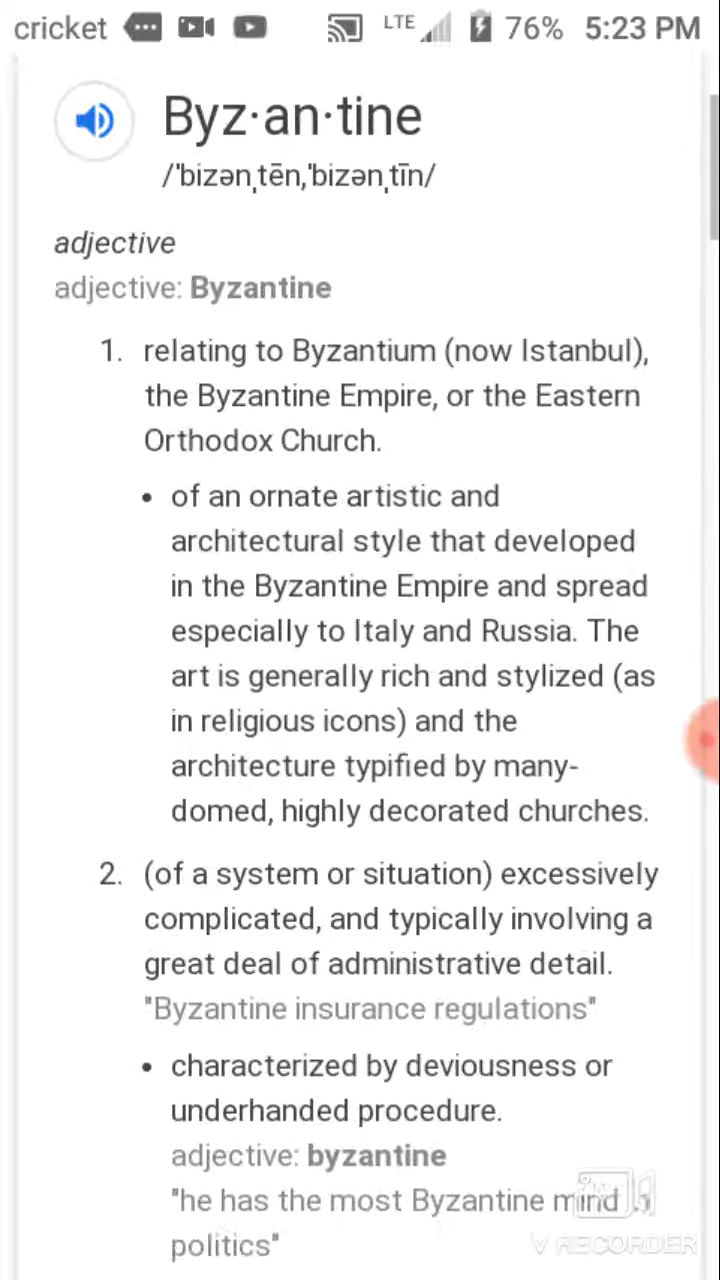 cricket LTE 76% 5:23 PM
Byz·an·tine
/ˈbizənˌtēn,ˈbizənˌtīn/
adjective
adjective: Byzantine
1. relating to Byzantium (now Istanbul),
the Byzantine Empire, or the Eastern
Orthodox Church.
• of an ornate artistic and
architectural style that developed
in the Byzantine Empire and spread
especially to Italy and Russia. The
art is generally rich and stylized (as
in religious icons) and the
architecture typified by many-
domed, highly decorated churches.
2. (of a system or situation) excessively
complicated, and typically involving a
great deal of administrative detail.
"Byzantine insurance regulations"
• characterized by deviousness or
underhanded procedure.
adjective: byzantine
"he has the most Byzantine mind
politics"
V RECORDER